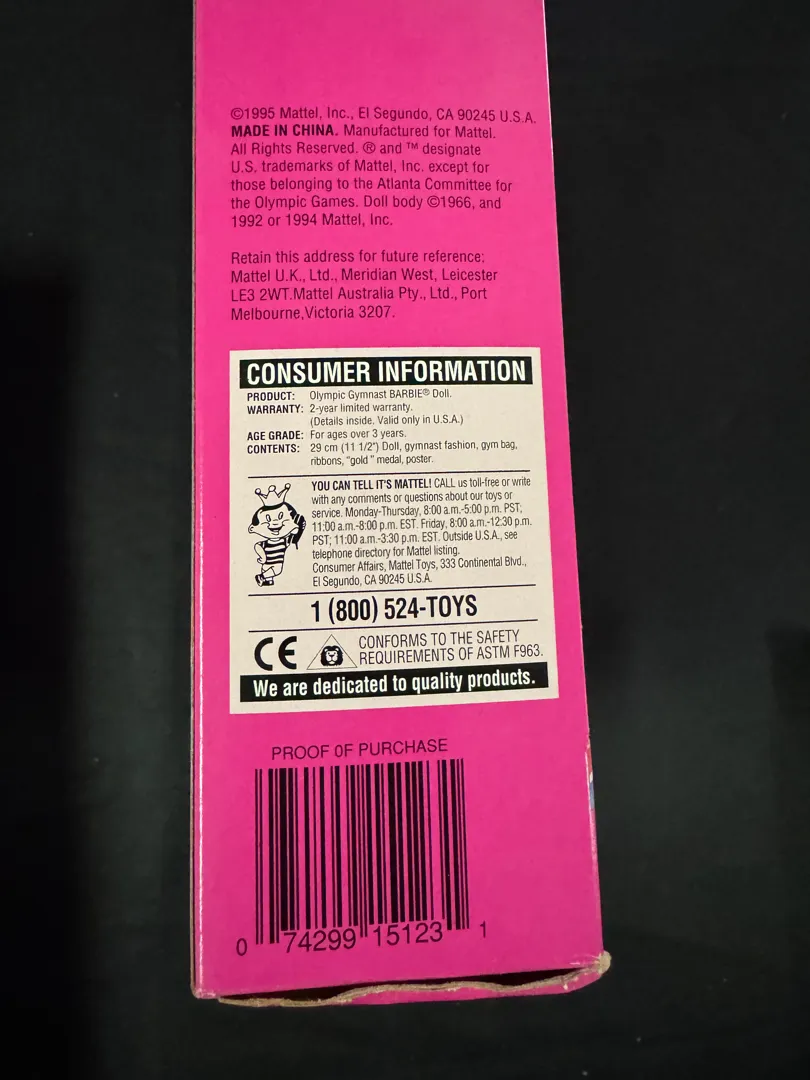 ©1995 Mattel, Inc., El Segundo, CA 90245 U.S.A.
MADE IN CHINA. Manufactured for Mattel.
All Rights Reserved. ® and ™ designate
U.S. trademarks of Mattel, Inc. except for
those belonging to the Atlanta Committee for
the Olympic Games. Doll body ©1966, and
1992 or 1994 Mattel, Inc.
Retain this address for future reference:
Mattel U.K., Ltd., Meridian West, Leicester
LE3 2WT.Mattel Australia Pty., Ltd., Port
Melbourne,Victoria 3207.
CONSUMER INFORMATION
PRODUCT: Olympic Gymnast BARBIE® Doll.
WARRANTY: 2-year limited warranty.
(Details inside. Valid only in U.S.A.)
AGE GRADE: For ages over 3 years.
CONTENTS: 29 cm (11 1/2") Doll, gymnast fashion, gym bag,
ribbons, "gold" medal, poster.
YOU CAN TELL IT'S MATTEL! CALL us toll-free or write
with any comments or questions about our toys or
service. Monday-Thursday, 8:00 a.m.-5:00 p.m. PST;
11:00 a.m.-8:00 p.m. EST. Friday, 8:00 a.m.-12:30 p.m.
PST; 11:00 a.m.-3:30 p.m. EST. Outside U.S.A., see
telephone directory for Mattel listing.
Consumer Affairs, Mattel Toys, 333 Continental Blvd.,
El Segundo, CA 90245 U.S.A.
1 (800) 524-TOYS
CE CONFORMS TO THE SAFETY
REQUIREMENTS OF ASTM F963.
We are dedicated to quality products.
PROOF OF PURCHASE
0 74299 15123 1